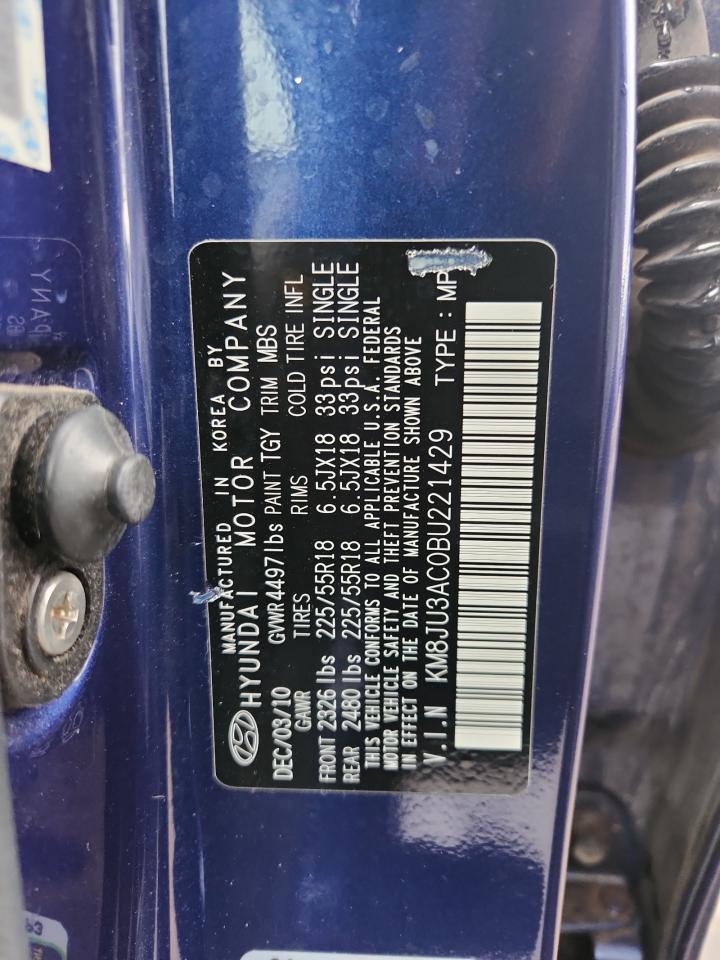 MANUFACTURED IN KOREA BY
HYUNDAI MOTOR COMPANY
DEC/03/10 GVWR 4497lbs PAINT TGY TRIM MBS
GAWR TIRES RIMS COLD TIRE INFL
FRONT 2326 lbs 225/55R18 6.5JX18 33psi SINGLE
REAR 2480 lbs 225/55R18 6.5JX18 33psi SINGLE
THIS VEHICLE CONFORMS TO ALL APPLICABLE U.S.A. FEDERAL
MOTOR VEHICLE SAFETY AND THEFT PREVENTION STANDARDS
IN EFFECT ON DATE OF MANUFACTURE SHOWN ABOVE
V.I.N KM8JU3AC0BU221429 TYPE : MP